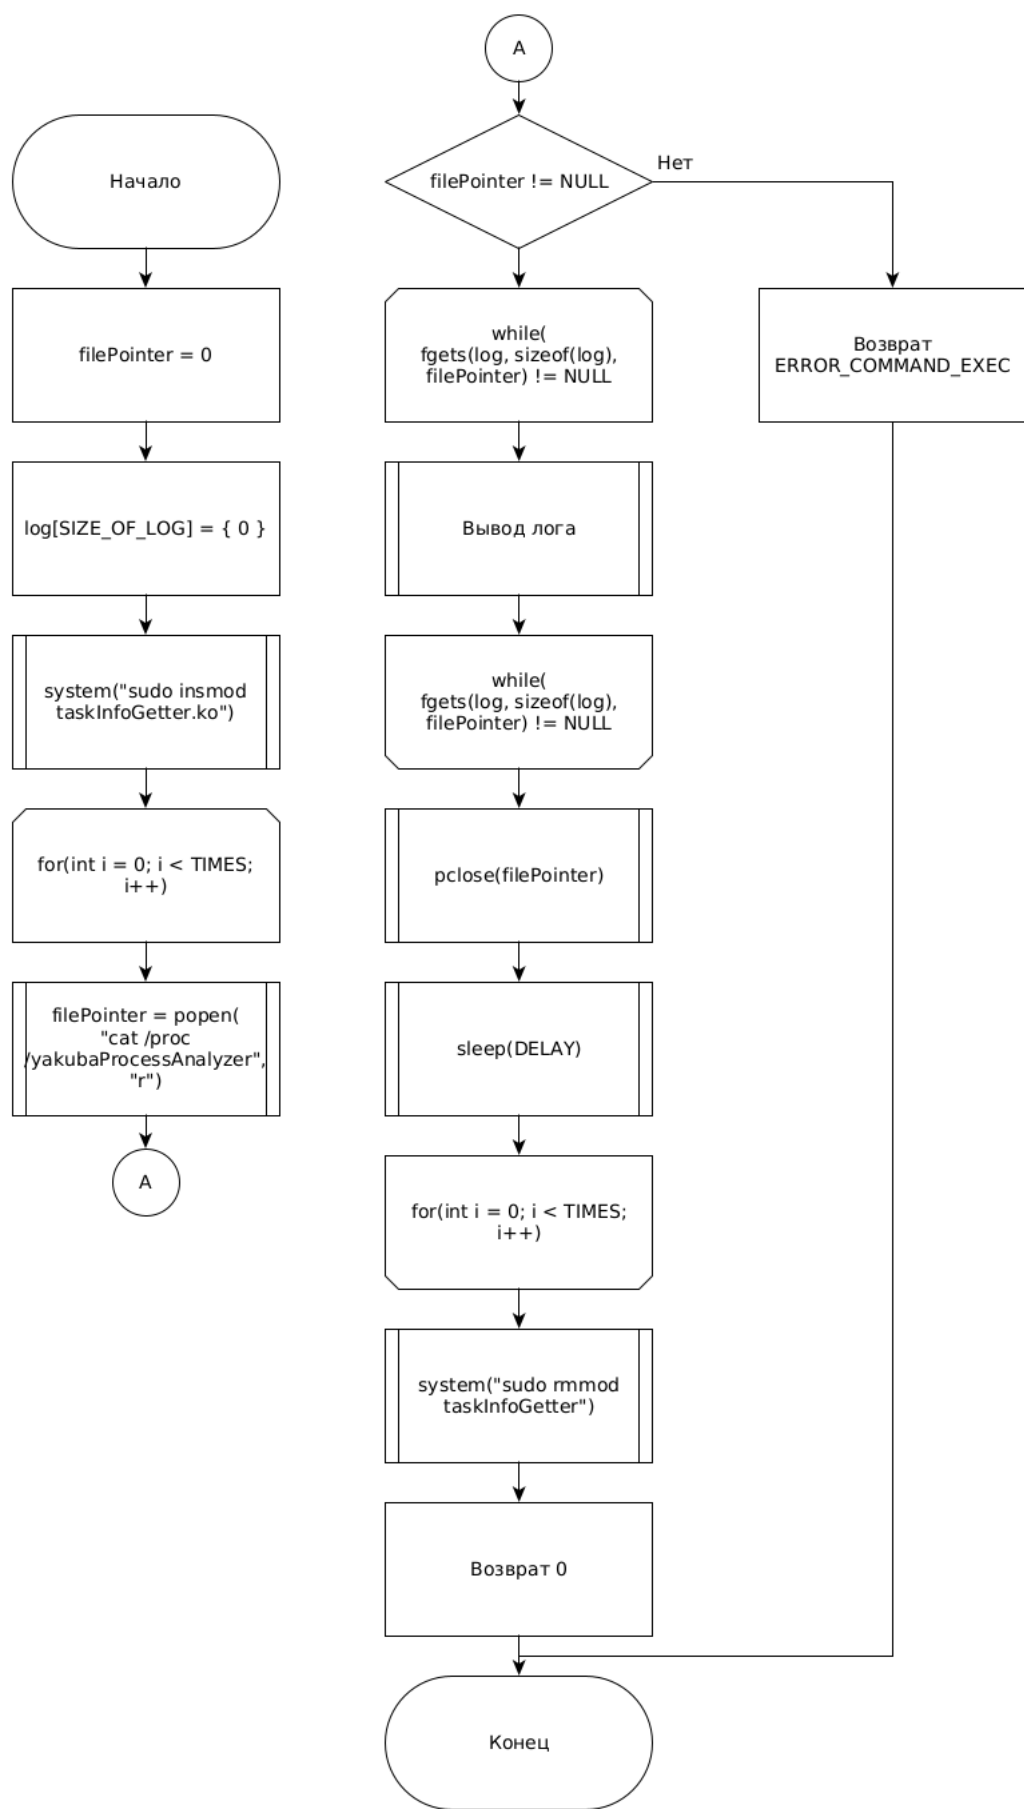 Начало
filePointer = 0
log[SIZE_OF_LOG] = { 0 }
system("sudo insmod
taskInfoGetter.ko")
for(int i = 0; i < TIMES;
i++)
filePointer = popen(
"cat /proc
/yakubaProcessAnalyzer",
"r")
A
A
filePointer != NULL
Нет
while(
fgets(log, sizeof(log),
filePointer) != NULL
Возврат
ERROR_COMMAND_EXEC
Вывод лога
while(
fgets(log, sizeof(log),
filePointer) != NULL
pclose(filePointer)
sleep(DELAY)
for(int i = 0; i < TIMES;
i++)
system("sudo rmmod
taskInfoGetter")
Возврат 0
Конец